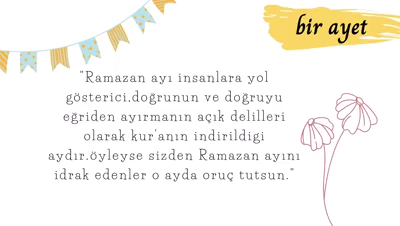 bir ayet
"Ramazan ayı insanlara yol
gösterici,doğrunun ve doğruyu
eğriden ayırmanın açık delilleri
olarak kur'anın indirildigi
aydır.öyleyse sizden Ramazan ayını
idrak edenler o ayda oruç tutsun."